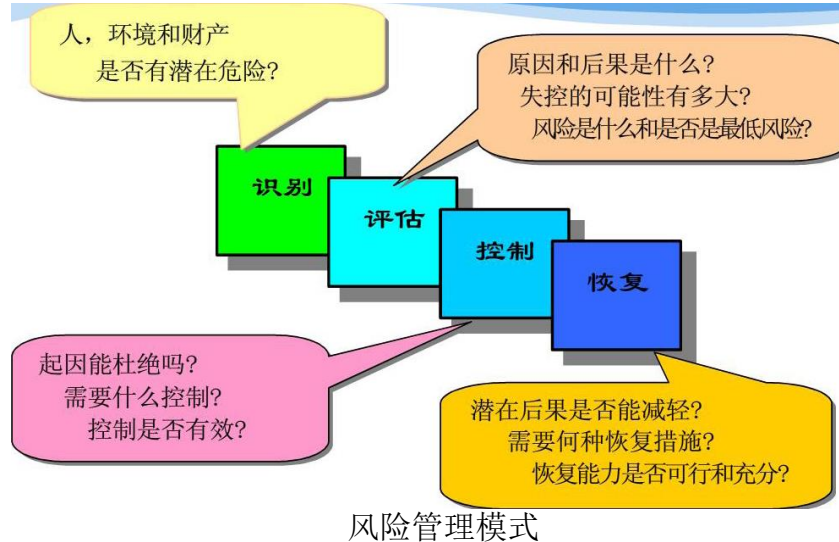 人，环境和财产
是否有潜在危险?
原因和后果是什么?
失控的可能性有多大?
风险是什么和是否是最低风险?
识别
评估
控制
恢复
起因能杜绝吗?
需要什么控制?
控制是否有效?
潜在后果是否能减轻?
需要何种恢复措施?
恢复能力是否可行和充分?
风险管理模式